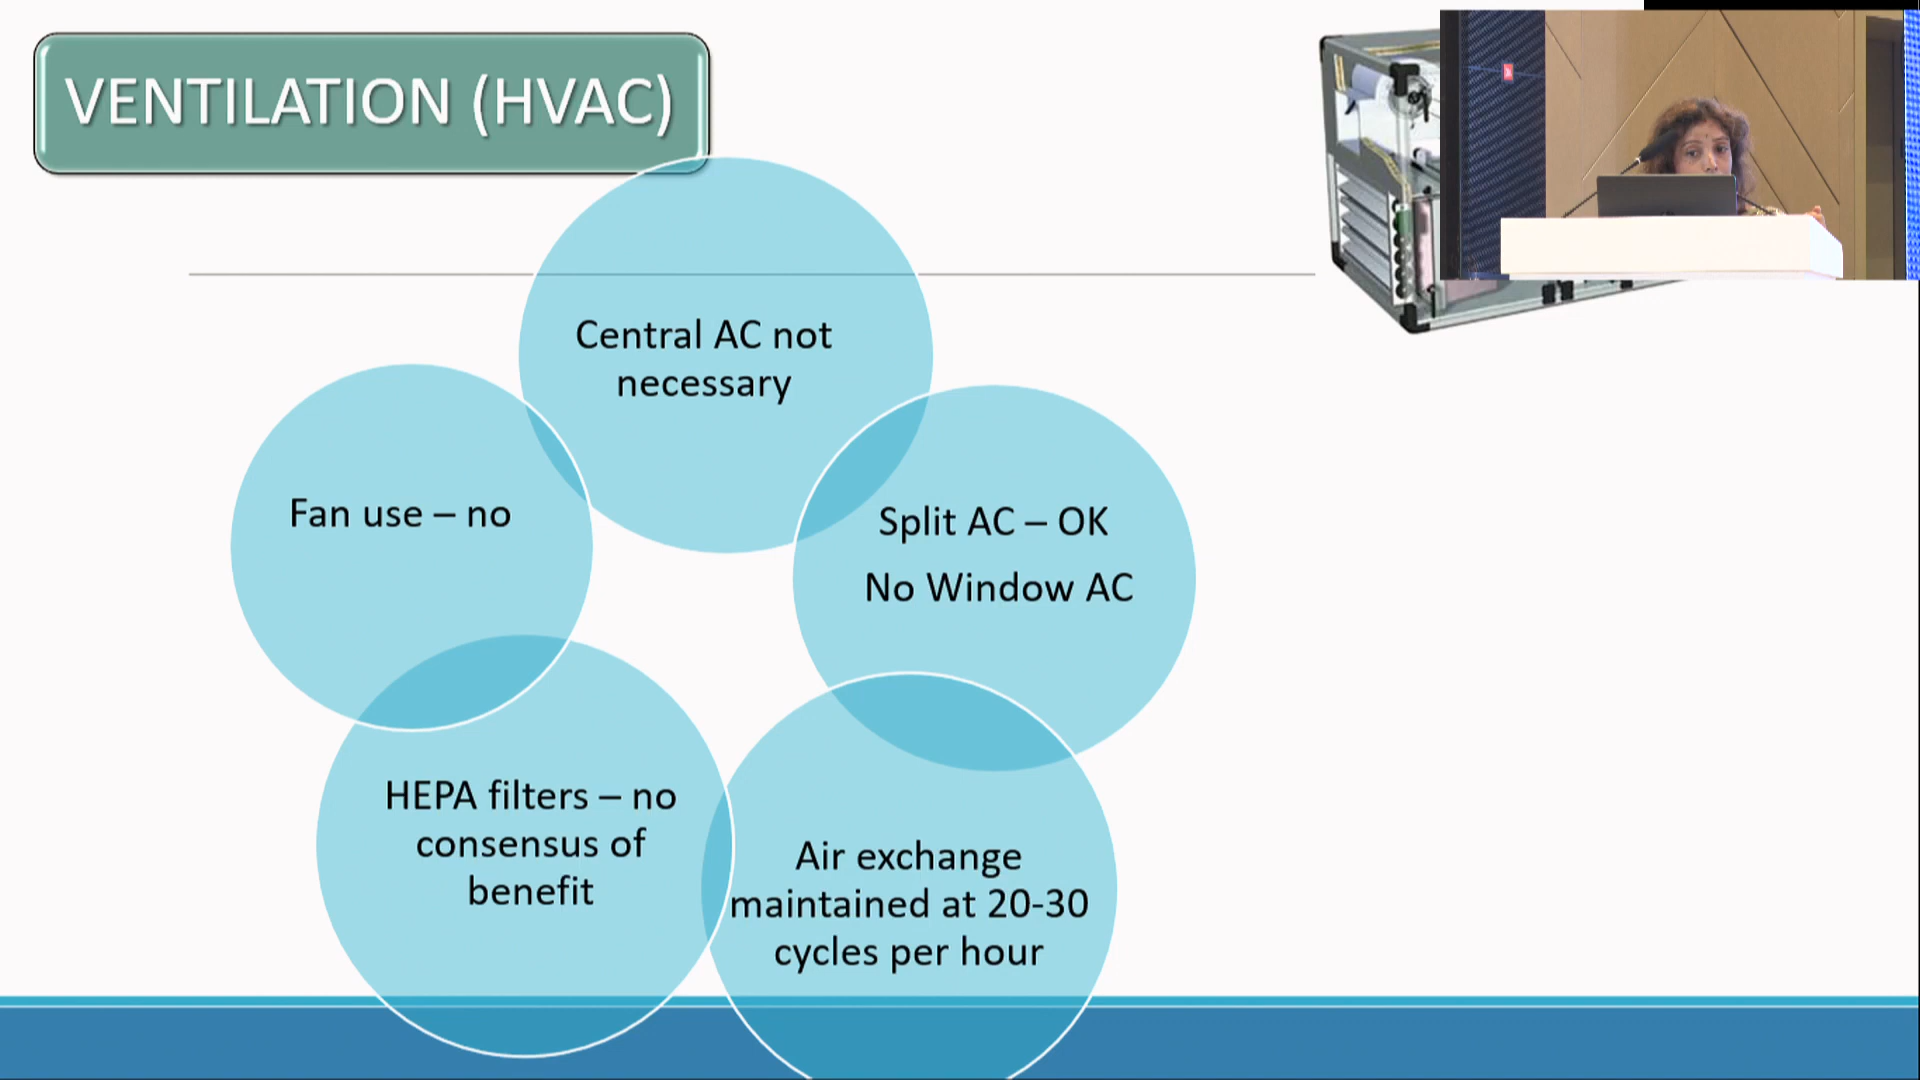 VENTILATION (HVAC)
Central AC not
necessary
Fan use – no
Split AC – OK
No Window AC
HEPA filters – no
consensus of
benefit
Air exchange
maintained at 20-30
cycles per hour